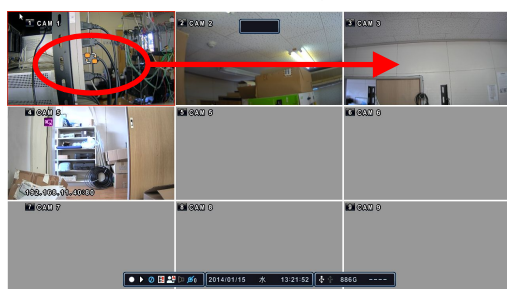 1 CAM 1
2 CAM 2
3 CAM 3
4 CAM 5
HD
192.168.11.40:80
5 CAM 5
6 CAM 6
7 CAM 7
8 CAM 8
9 CAM 9
2014/01/15 木 13:21:52 886G ----